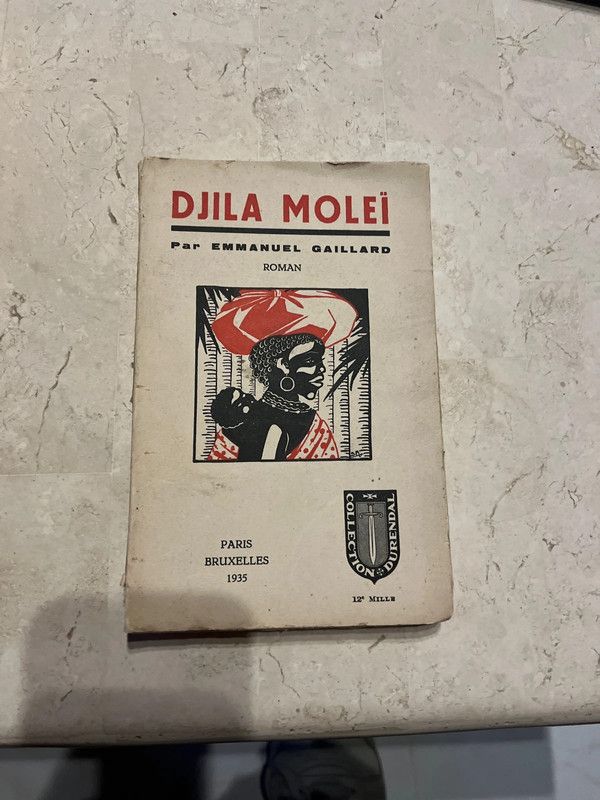 DJILA MOLEÏ
Par EMMANUEL GAILLARD
ROMAN
PARIS
BRUXELLES
1935
COLLECTION DURENDAL
12e MILLE